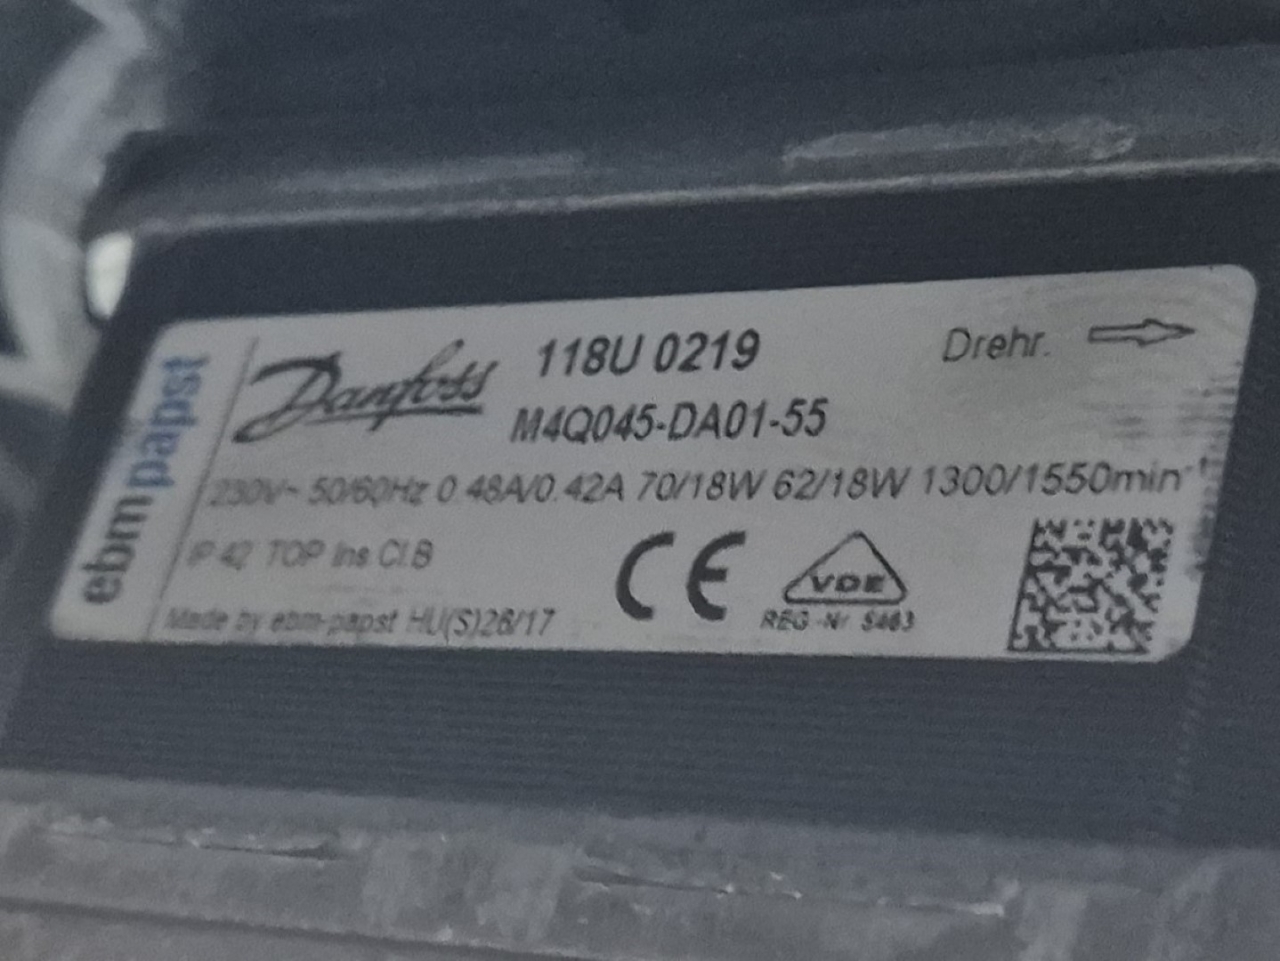 ebmpapst
Danfoss 118U 0219
M4Q045-DA01-55
Drehr.
230V~ 50/60Hz 0.48A/0.42A 70/18W 62/18W 1300/1550min⁻¹
IP 42 TOP Ins.Cl.B
Made by ebm-papst HU(S)26/17
CE
VDE
REG.-Nr. 5463